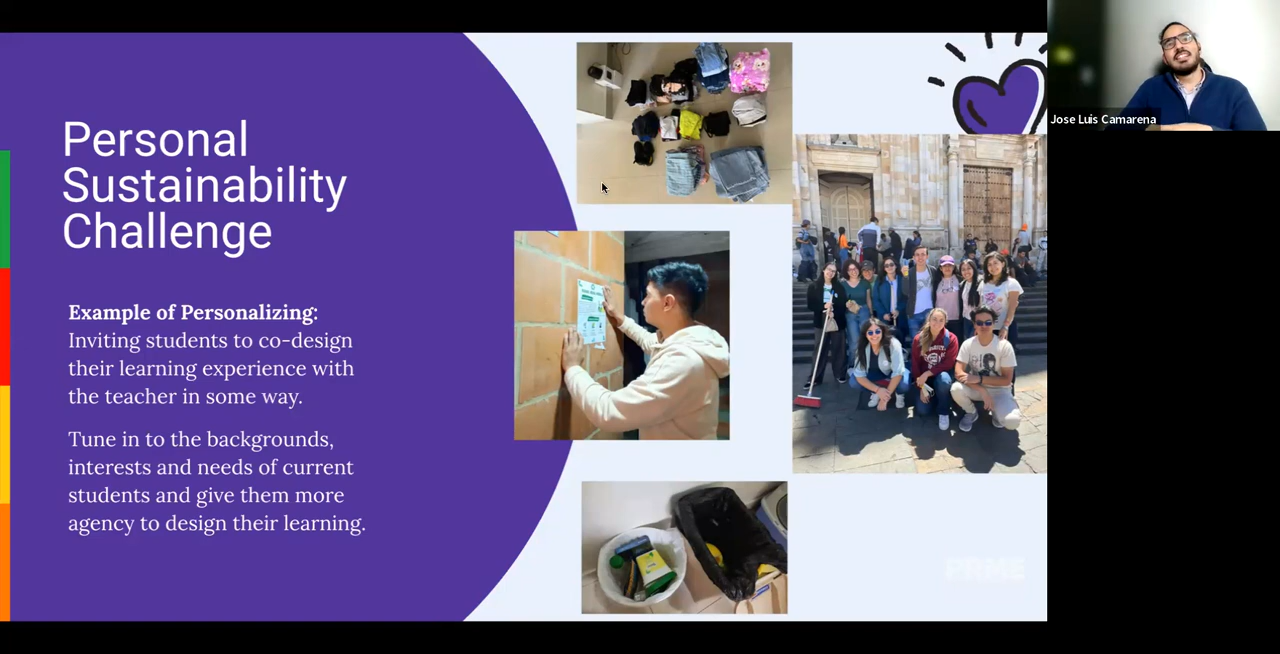 Personal
Sustainability
Challenge
Example of Personalizing:
Inviting students to co-design
their learning experience with
the teacher in some way.
Tune in to the backgrounds,
interests and needs of current
students and give them more
agency to design their learning.
PRME
Jose Luis Camarena